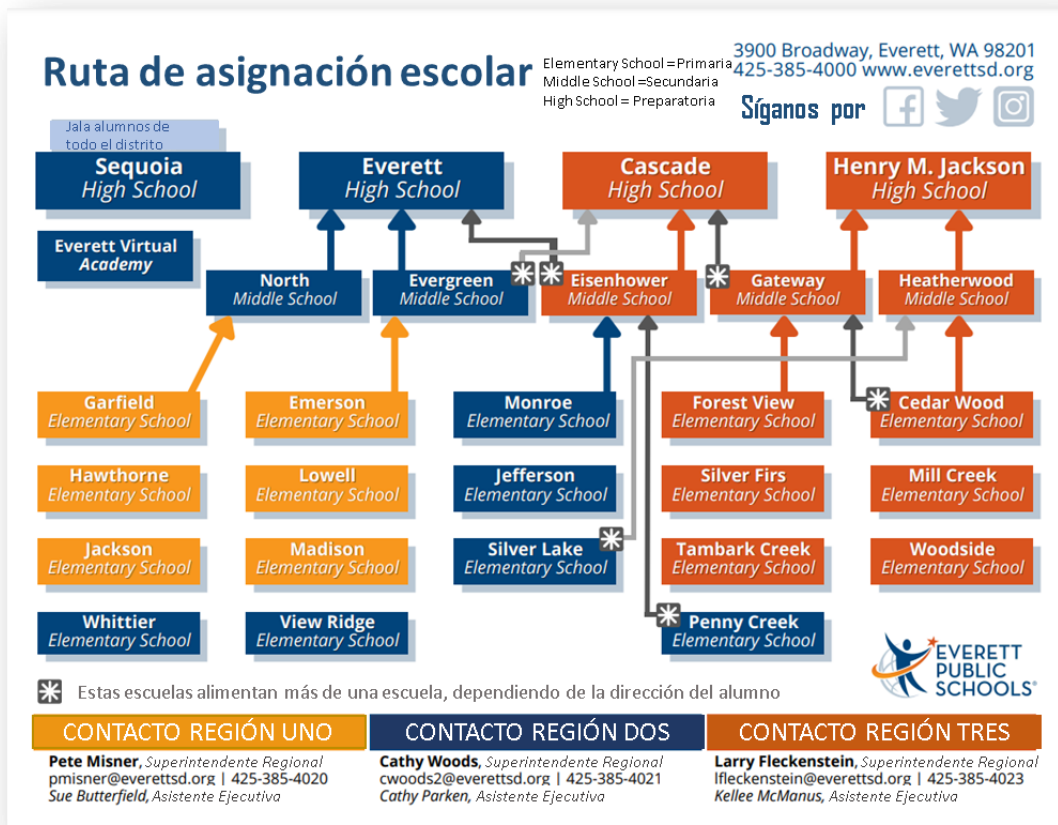 Ruta de asignación escolar
Elementary School =Primaria
Middle School =Secundaria
High School = Preparatoria
3900 Broadway, Everett, WA 98201
425-385-4000 www.everettsd.org
Síganos por
Jala alumnos de
todo el distrito
Sequoia
High School
Everett
High School
Cascade
High School
Henry M. Jackson
High School
Everett Virtual
Academy
North
Middle School
Evergreen
Middle School
Eisenhower
Middle School
Gateway
Middle School
Heatherwood
Middle School
Garfield
Elementary School
Emerson
Elementary School
Monroe
Elementary School
Forest View
Elementary School
Cedar Wood
Elementary School
Hawthorne
Elementary School
Lowell
Elementary School
Jefferson
Elementary School
Silver Firs
Elementary School
Mill Creek
Elementary School
Jackson
Elementary School
Madison
Elementary School
Silver Lake
Elementary School
Tambark Creek
Elementary School
Woodside
Elementary School
Whittier
Elementary School
View Ridge
Elementary School
Penny Creek
Elementary School
EVERETT
PUBLIC
SCHOOLS®
Estas escuelas alimentan más de una escuela, dependiendo de la dirección del alumno
CONTACTO REGIÓN UNO
Pete Misner, Superintendente Regional
pmisner@everettsd.org | 425-385-4020
Sue Butterfield, Asistente Ejecutiva
CONTACTO REGIÓN DOS
Cathy Woods, Superintendente Regional
cwoods2@everettsd.org | 425-385-4021
Cathy Parken, Asistente Ejecutiva
CONTACTO REGIÓN TRES
Larry Fleckenstein, Superintendente Regional
lfleckenstein@everettsd.org | 425-385-4023
Kellee McManus, Asistente Ejecutiva